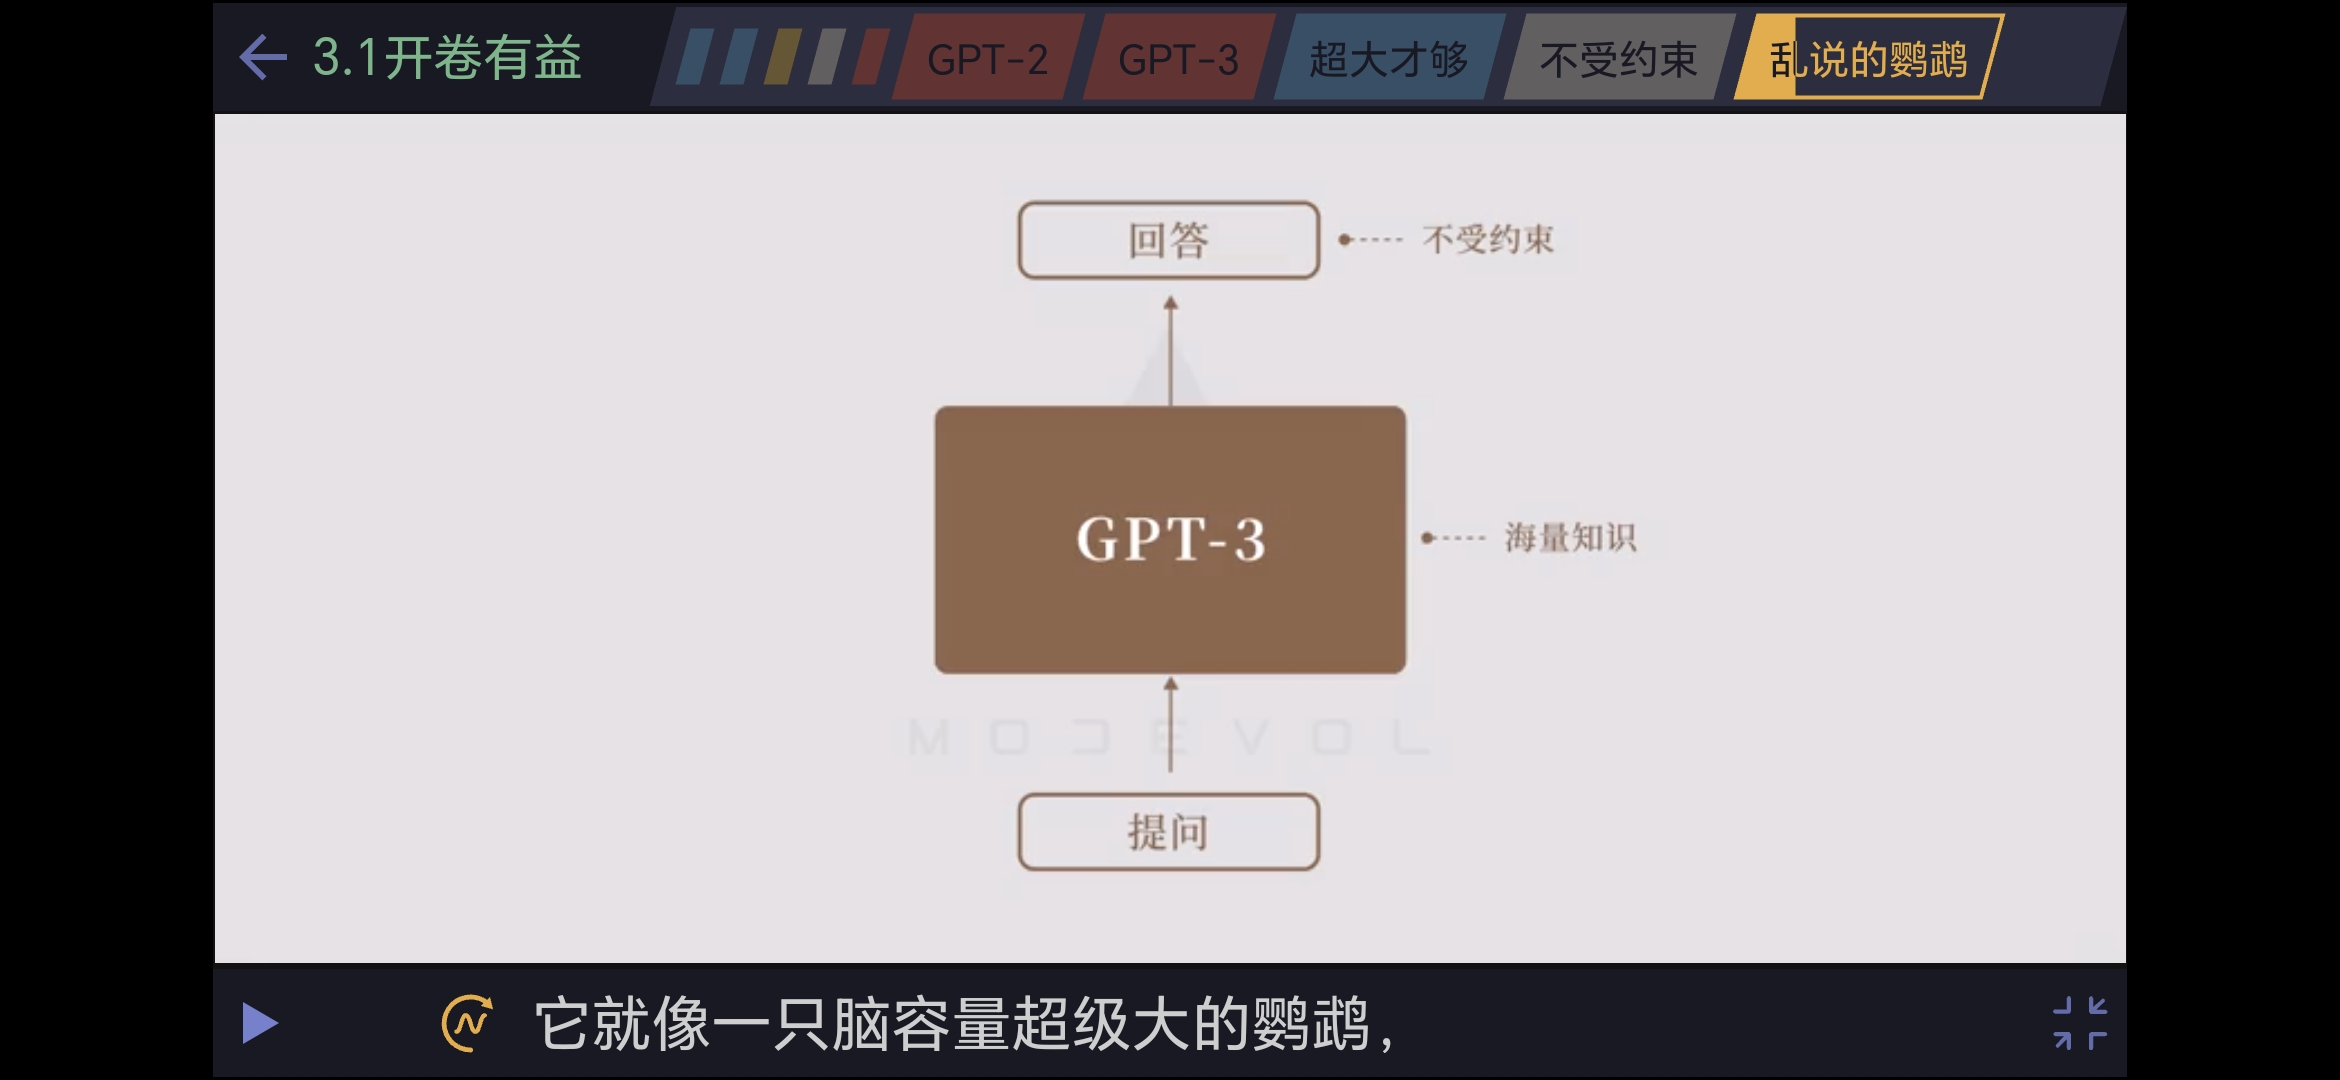 3.1开卷有益
GPT-2
GPT-3
超大才够
不受约束
乱说的鹦鹉
回答
不受约束
GPT-3
海量知识
MODEVOL
提问
它就像一只脑容量超级大的鹦鹉，